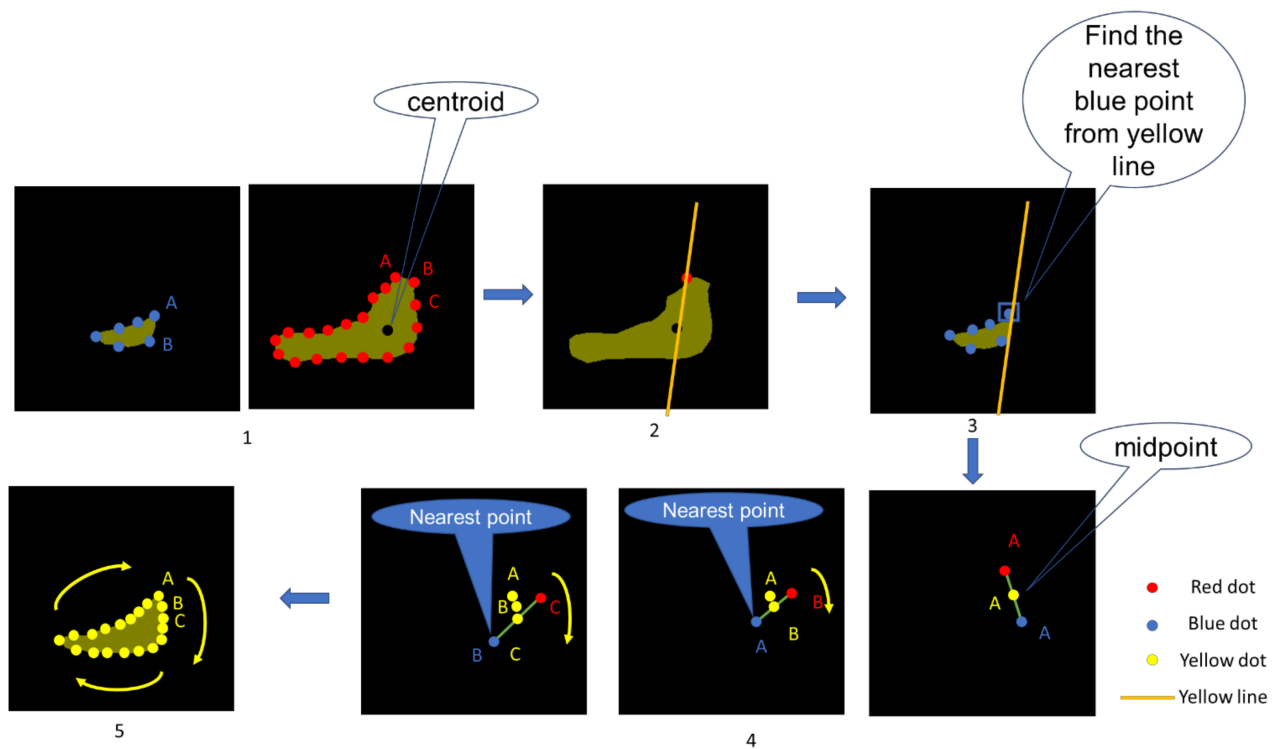 centroid
Find the
nearest
blue point
from yellow
line
A
B
A
B
C
1
2
3
midpoint
Nearest point
A
B
C
B
C
Nearest point
A
B
A
B
A
A
A
A
B
C
5
4
Red dot
Blue dot
Yellow dot
Yellow line